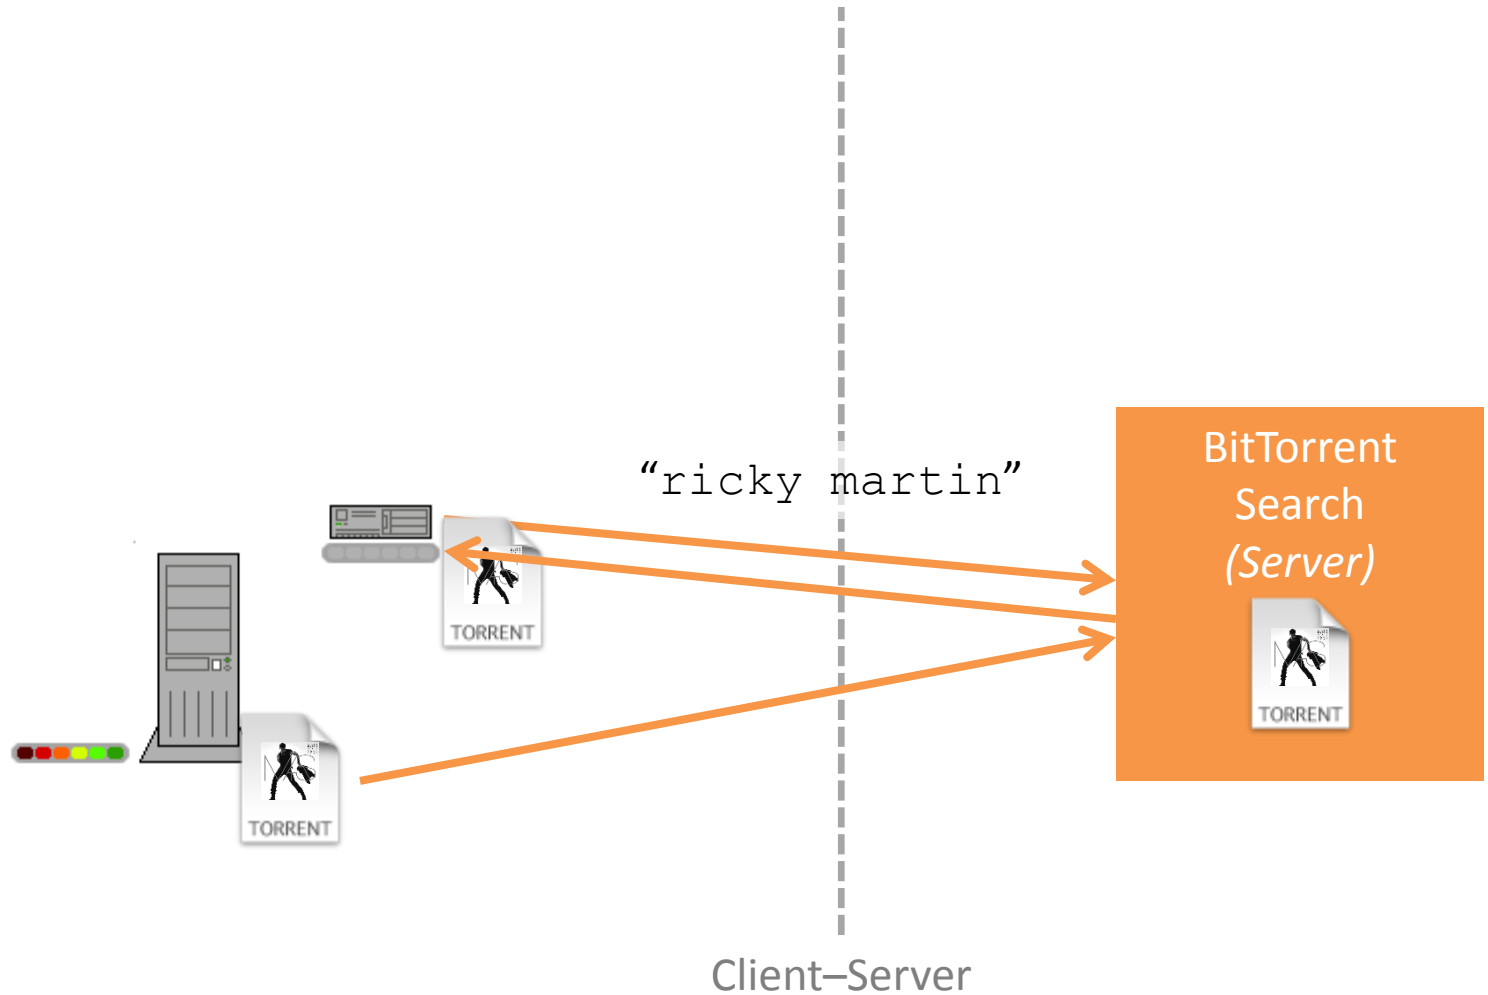 “ricky martin”
BitTorrent
Search
(Server)
TORRENT
TORRENT
TORRENT
Client–Server